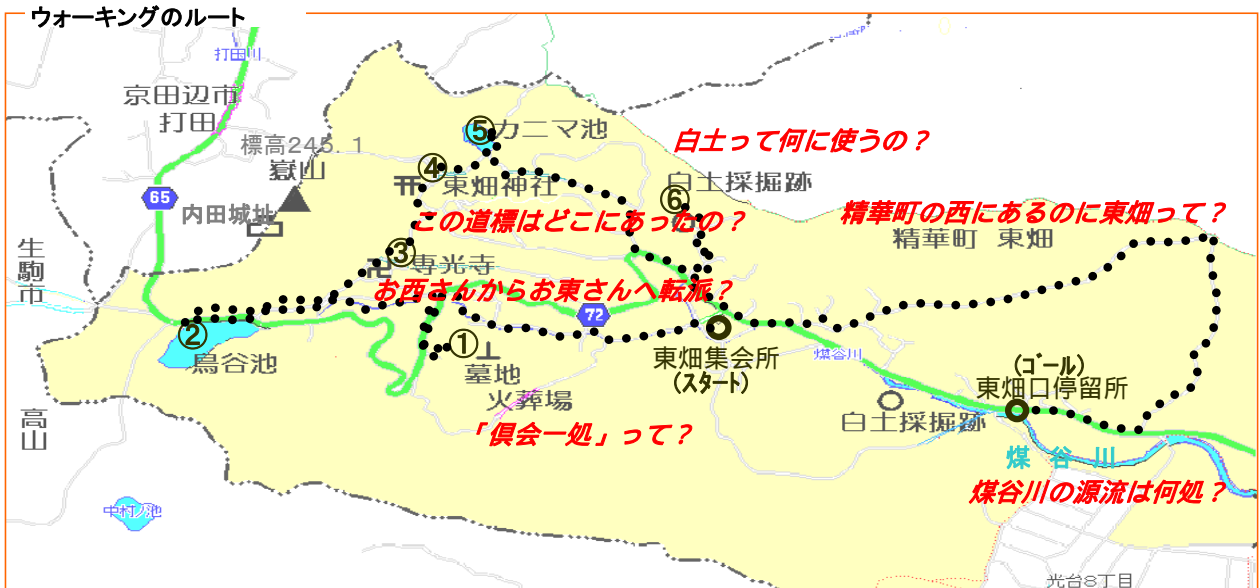 ウォーキングのルート
打田川
京田辺市
打田
標高245.1
嶽山
65
内田城址
生駒市
⑤
カニマ池
④
東畑神社
白土って何に使うの？
⑥
白土採掘跡
この道標はどこにあったの？
精華町の西にあるのに東畑って？
精華町 東畑
③
専光寺
お西さんからお東さんへ転派？
72
②
鳥谷池
①
墓地
火葬場
「倶会一処」って？
東畑集会所
(スタート)
煤谷川
(ゴール)
東畑口停留所
白土採掘跡
煤谷川
煤谷川の源流は何処？
高山
中村ノ池
光台8丁目